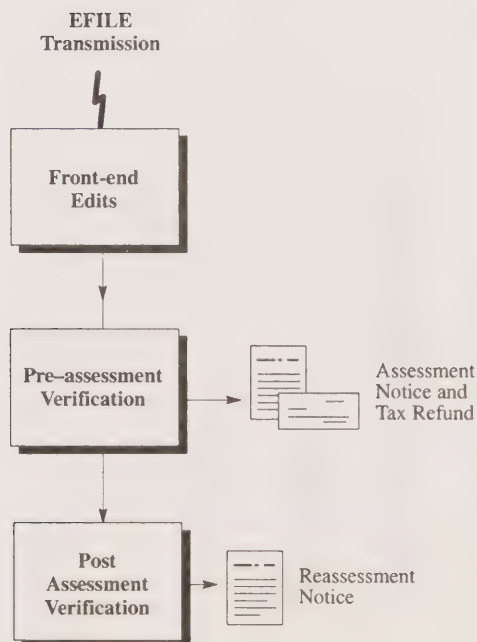 EFILE
Transmission
Front-end
Edits
Pre–assessment
Verification
Assessment
Notice and
Tax Refund
Post
Assessment
Verification
Reassessment
Notice